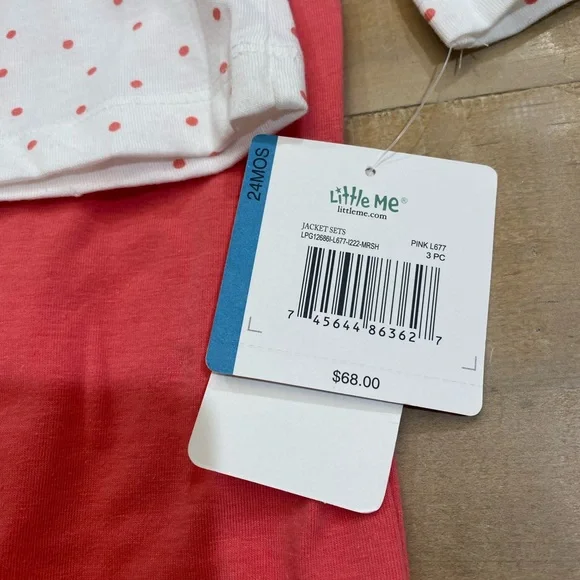 24MOS
Little Me®
littleme.com
JACKET SETS PINK L677
LPG12686I-L677-I222-MRSH 3 PC
7 45644 86362 7
$68.00